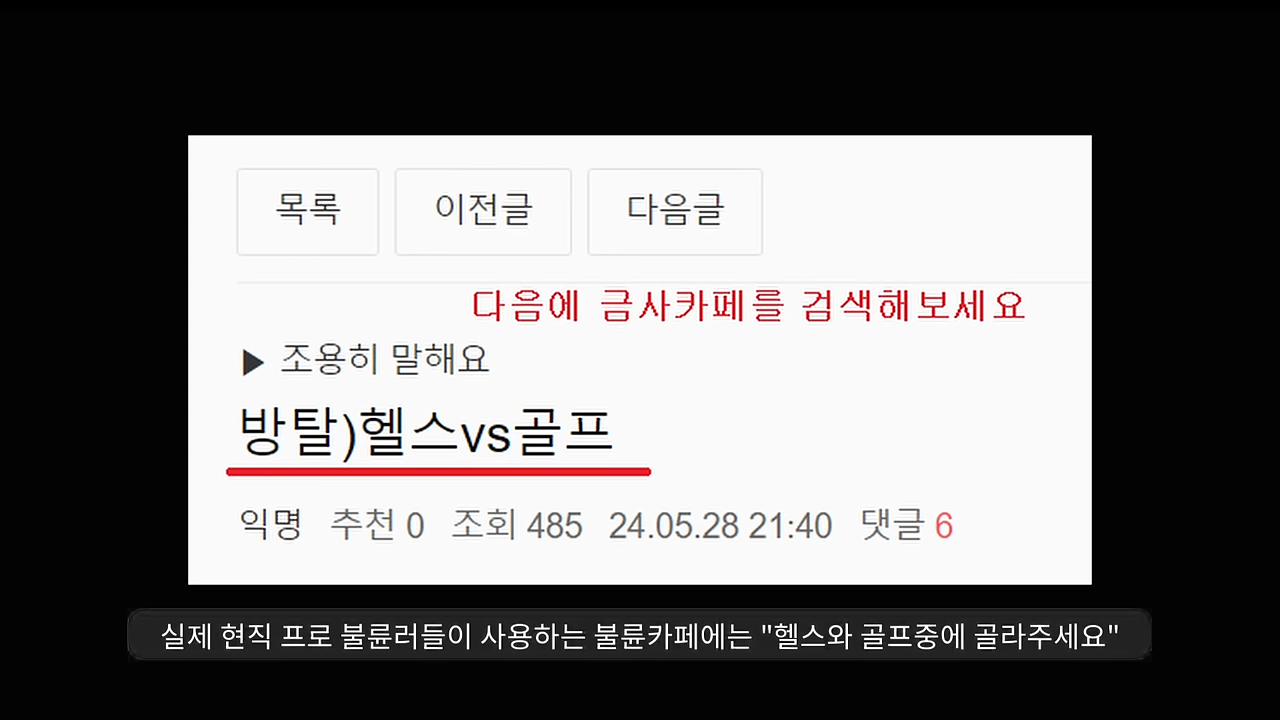 목록 이전글 다음글
다음에 금사카페를 검색해보세요
▶ 조용히 말해요
방탈)헬스vs골프
익명 추천 0 조회 485 24.05.28 21:40 댓글 6
실제 현직 프로 불륜러들이 사용하는 불륜카페에는 "헬스와 골프중에 골라주세요"